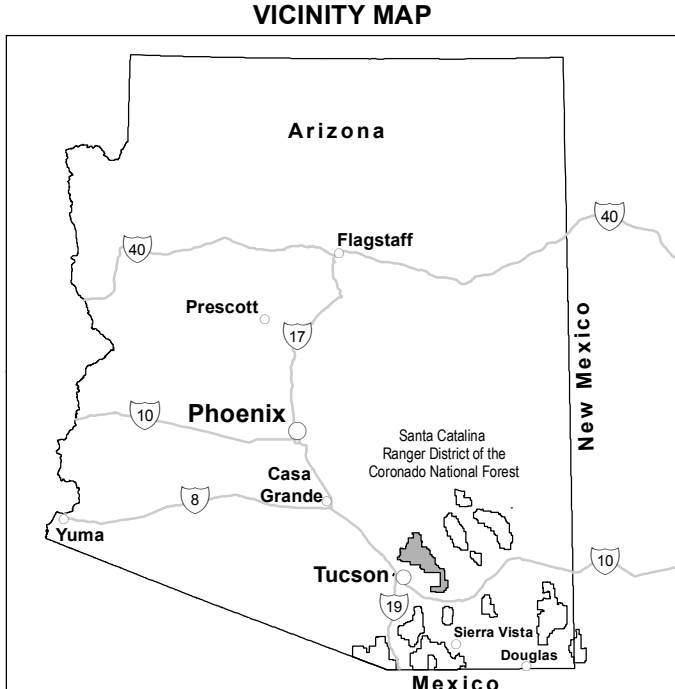 VICINITY MAP
Arizona
40
Flagstaff
40
Prescott
17
New Mexico
10
Phoenix
Santa Catalina
Ranger District of the
Coronado National Forest
Casa
Grande
8
Yuma
10
Tucson
19
Sierra Vista
Douglas
Mexico